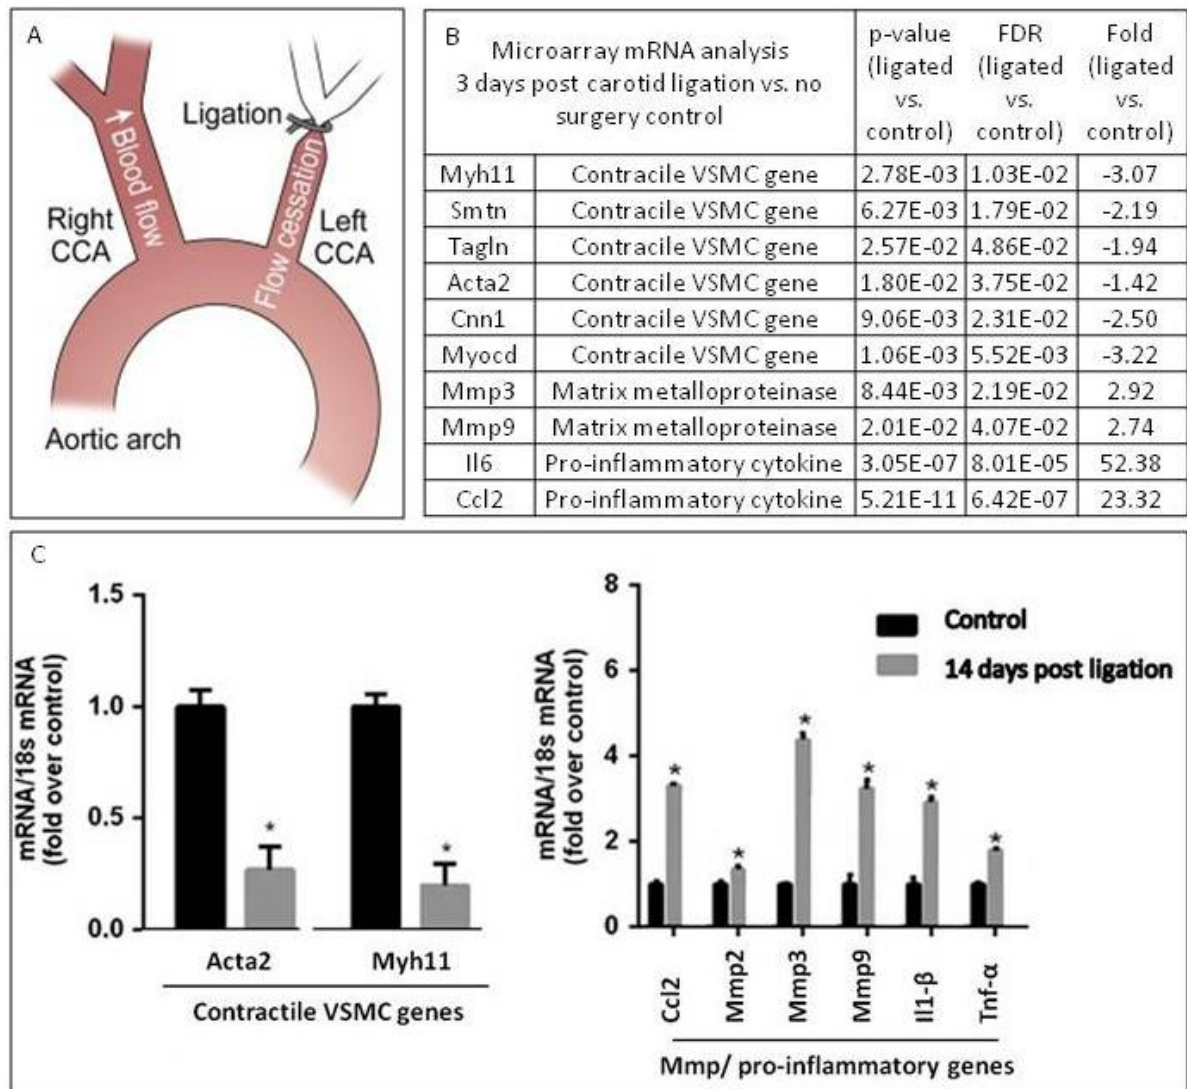 A
Ligation
Blood flow
Flow cessation
Right
CCA
Left
CCA
Aortic arch
B
Microarray mRNA analysis
3 days post carotid ligation vs. no
surgery control
p-value
(ligated
vs.
control)
FDR
(ligated
vs.
control)
Fold
(ligated
vs.
control)
Myh11 Contracile VSMC gene 2.78E-03 1.03E-02 -3.07
Smtn Contracile VSMC gene 6.27E-03 1.79E-02 -2.19
Tagln Contracile VSMC gene 2.57E-02 4.86E-02 -1.94
Acta2 Contracile VSMC gene 1.80E-02 3.75E-02 -1.42
Cnn1 Contracile VSMC gene 9.06E-03 2.31E-02 -2.50
Myocd Contracile VSMC gene 1.06E-03 5.52E-03 -3.22
Mmp3 Matrix metalloproteinase 8.44E-03 2.19E-02 2.92
Mmp9 Matrix metalloproteinase 2.01E-02 4.07E-02 2.74
Il6 Pro-inflammatory cytokine 3.05E-07 8.01E-05 52.38
Ccl2 Pro-inflammatory cytokine 5.21E-11 6.42E-07 23.32
C
mRNA/18s mRNA
(fold over control)
1.5
1.0
0.5
0.0
* *
Acta2 Myh11
Contractile VSMC genes
mRNA/18s mRNA
(fold over control)
8
6
4
2
0
Control
14 days post ligation
* * * * * *
Ccl2 Mmp2 Mmp3 Mmp9 Il1-β Tnf-α
Mmp/ pro-inflammatory genes